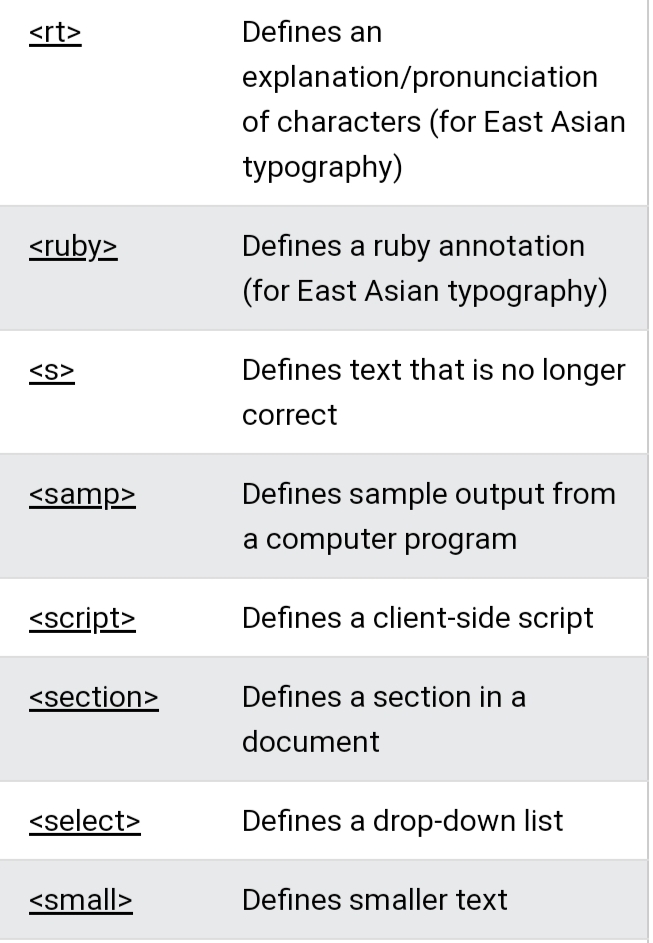 <rt> Defines an
explanation/pronunciation
of characters (for East Asian
typography)
<ruby> Defines a ruby annotation
(for East Asian typography)
<s> Defines text that is no longer
correct
<samp> Defines sample output from
a computer program
<script> Defines a client-side script
<section> Defines a section in a
document
<select> Defines a drop-down list
<small> Defines smaller text